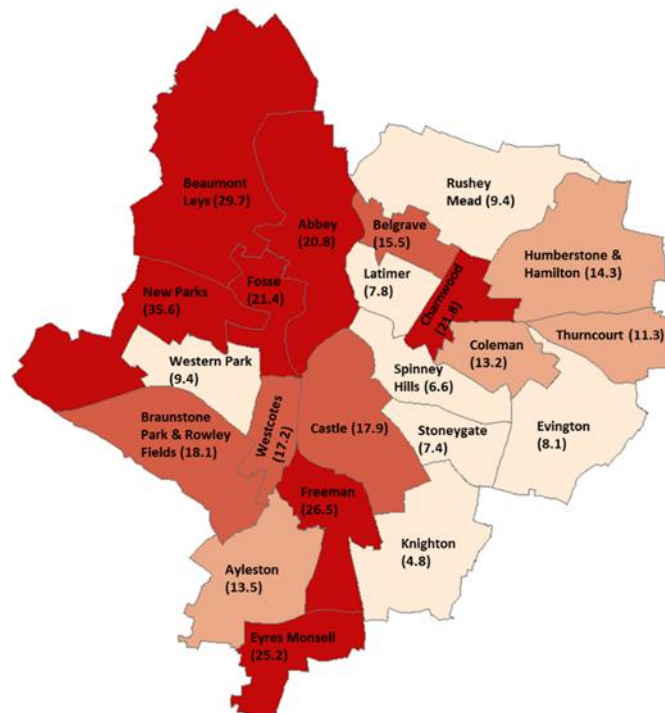 Beaumont
Leys (29.7)
Abbey
(20.8)
Rushey
Mead (9.4)
Belgrave
(15.5)
Humberstone &
Hamilton (14.3)
Latimer
(7.8)
Charnwood
(21.8)
Fosse
(21.4)
New Parks
(35.6)
Thurncourt (11.3)
Coleman
(13.2)
Western Park
(9.4)
Spinney
Hills (6.6)
Evington
(8.1)
Stoneygate
(7.4)
Castle (17.9)
Westcotes
(17.2)
Braunstone
Park & Rowley
Fields (18.1)
Freeman
(26.5)
Knighton
(4.8)
Ayleston
(13.5)
Eyres Monsell
(25.2)